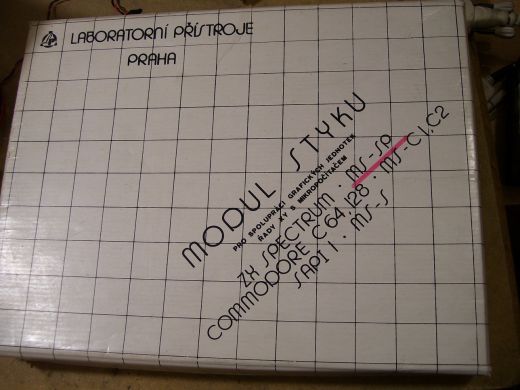 LABORATORNÍ PŘÍSTROJE
PRAHA
MODUL STYKU
PRO SPOLUPRÁCI GRAFICKÝCH JEDNOTEK
ŘADY XY S MIKROPOČÍTAČEM
ZX SPECTRUM · MS-SP
COMMODORE C64,128 · MS-C1,C2
SAPI 1 · MS-S